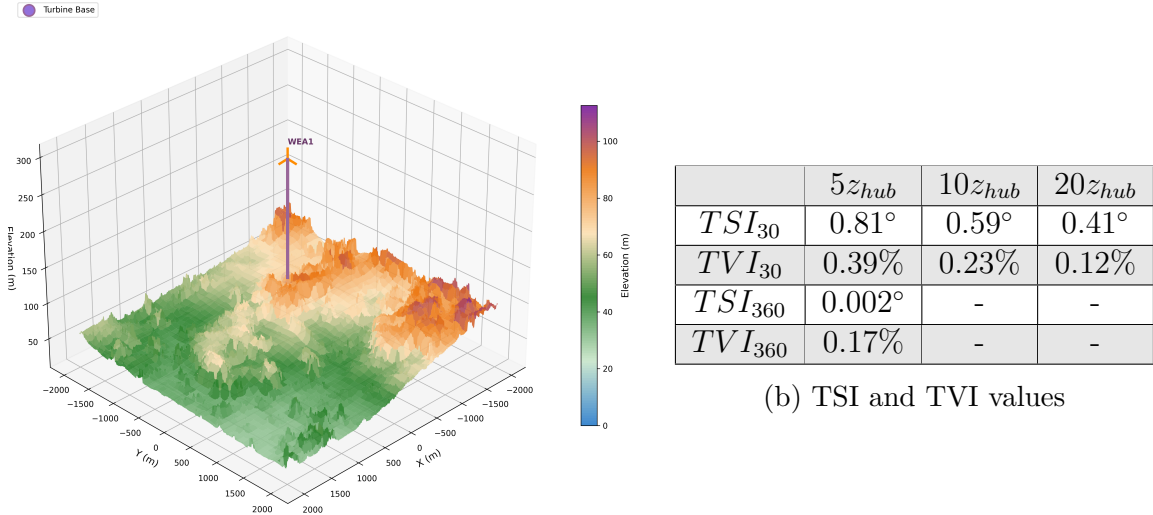 Turbine Base
WEA1
300
250
200
150
100
50
Elevation (m)
−2000
−1500
−1000
−500
0
500
1000
1500
2000
Y (m)
−2000
−1500
−1000
−500
0
500
1000
1500
2000
X (m)
100
80
60
40
20
0
Elevation (m)
5z_hub 10z_hub 20z_hub
TSI_30 0.81° 0.59° 0.41°
TVI_30 0.39% 0.23% 0.12%
TSI_360 0.002° - -
TVI_360 0.17% - -
(b) TSI and TVI values